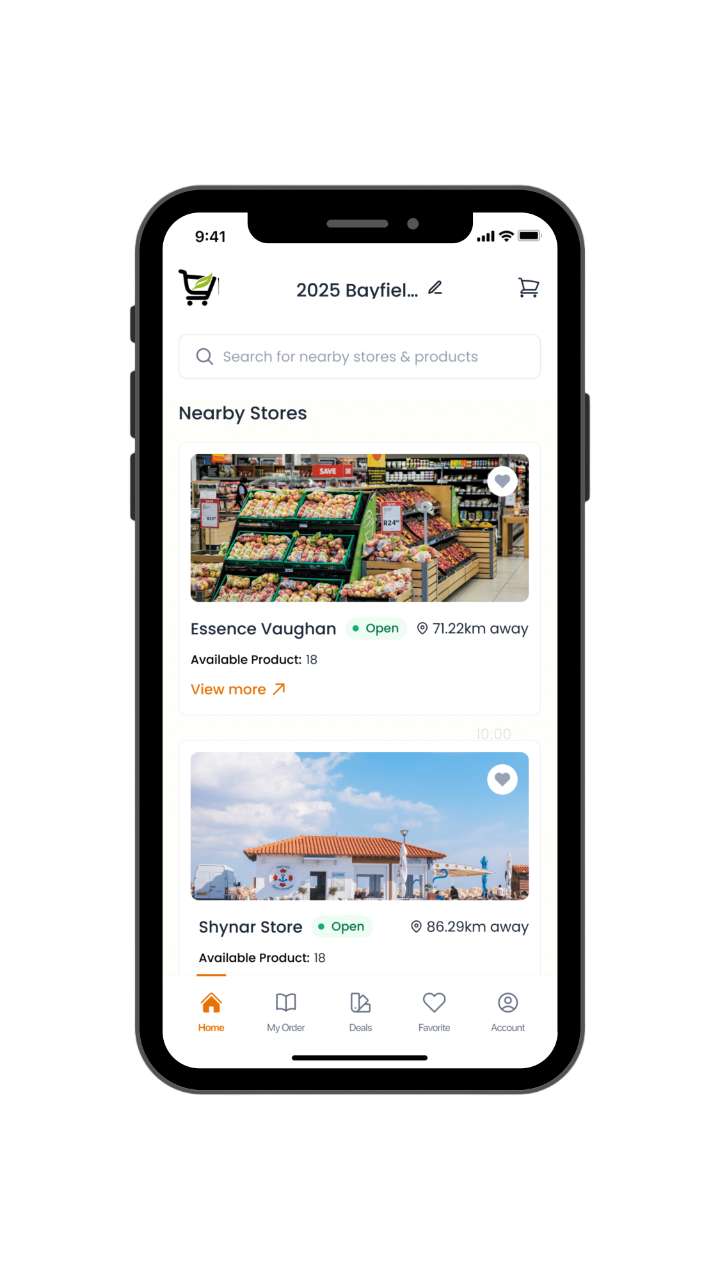 9:41
2025 Bayfiel...
Search for nearby stores & products
Nearby Stores
SAVE
R24
Essence Vaughan
Open
71.22km away
Available Product: 18
View more
10:00
Shynar Store
Open
86.29km away
Available Product: 18
Home
My Order
Deals
Favorite
Account